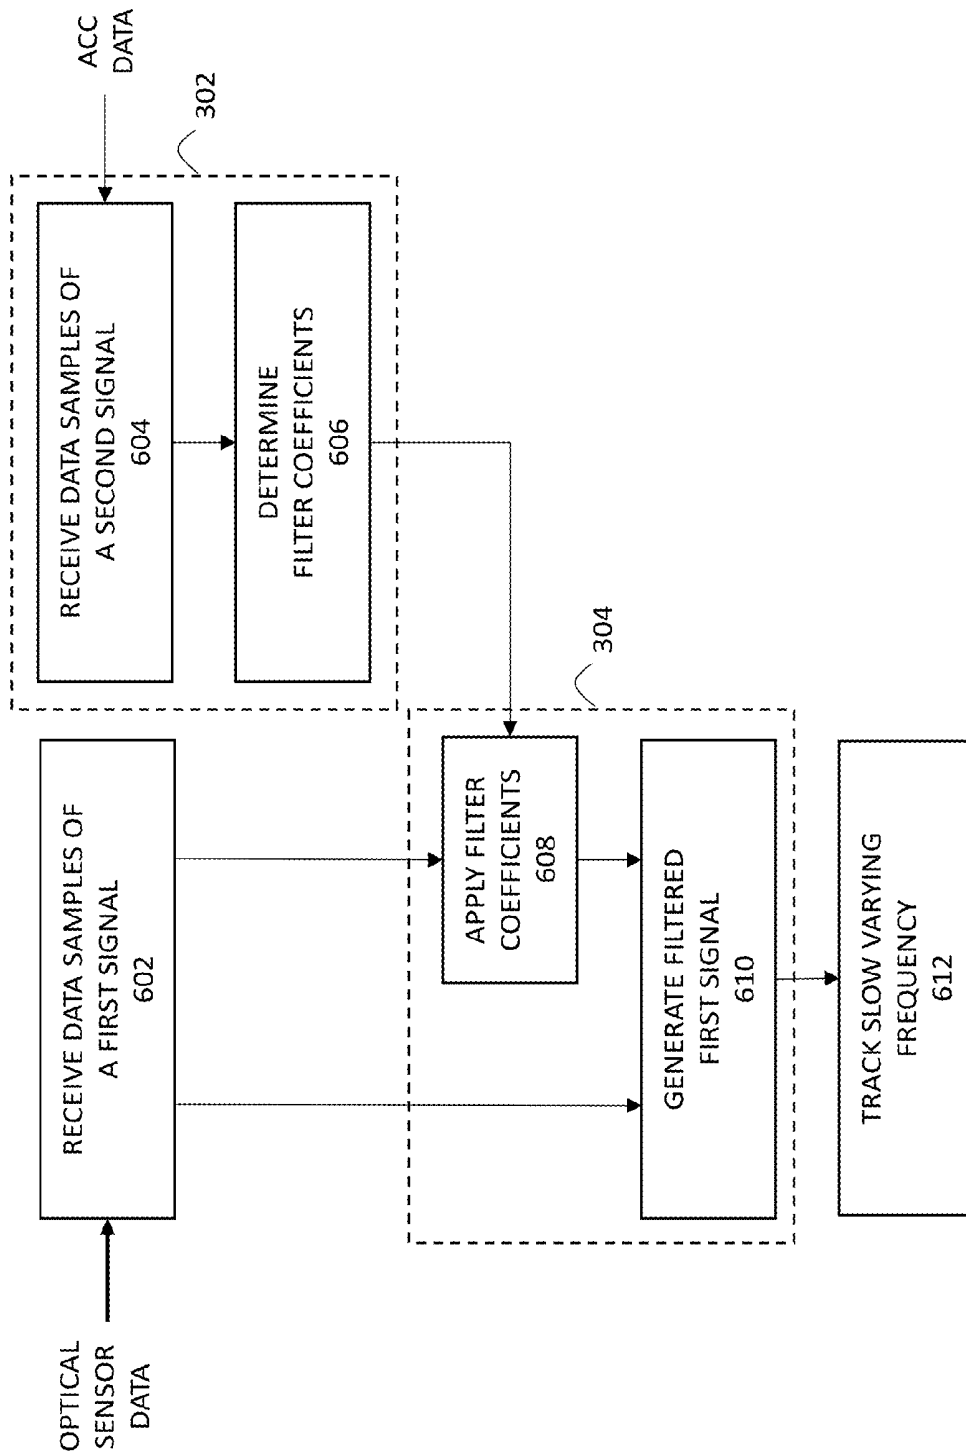 OPTICAL
SENSOR
DATA
RECEIVE DATA SAMPLES OF
A FIRST SIGNAL
602
RECEIVE DATA SAMPLES OF
A SECOND SIGNAL
604
ACC
DATA
302
DETERMINE
FILTER COEFFICIENTS
606
304
APPLY FILTER
COEFFICIENTS
608
GENERATE FILTERED
FIRST SIGNAL
610
TRACK SLOW VARYING
FREQUENCY
612